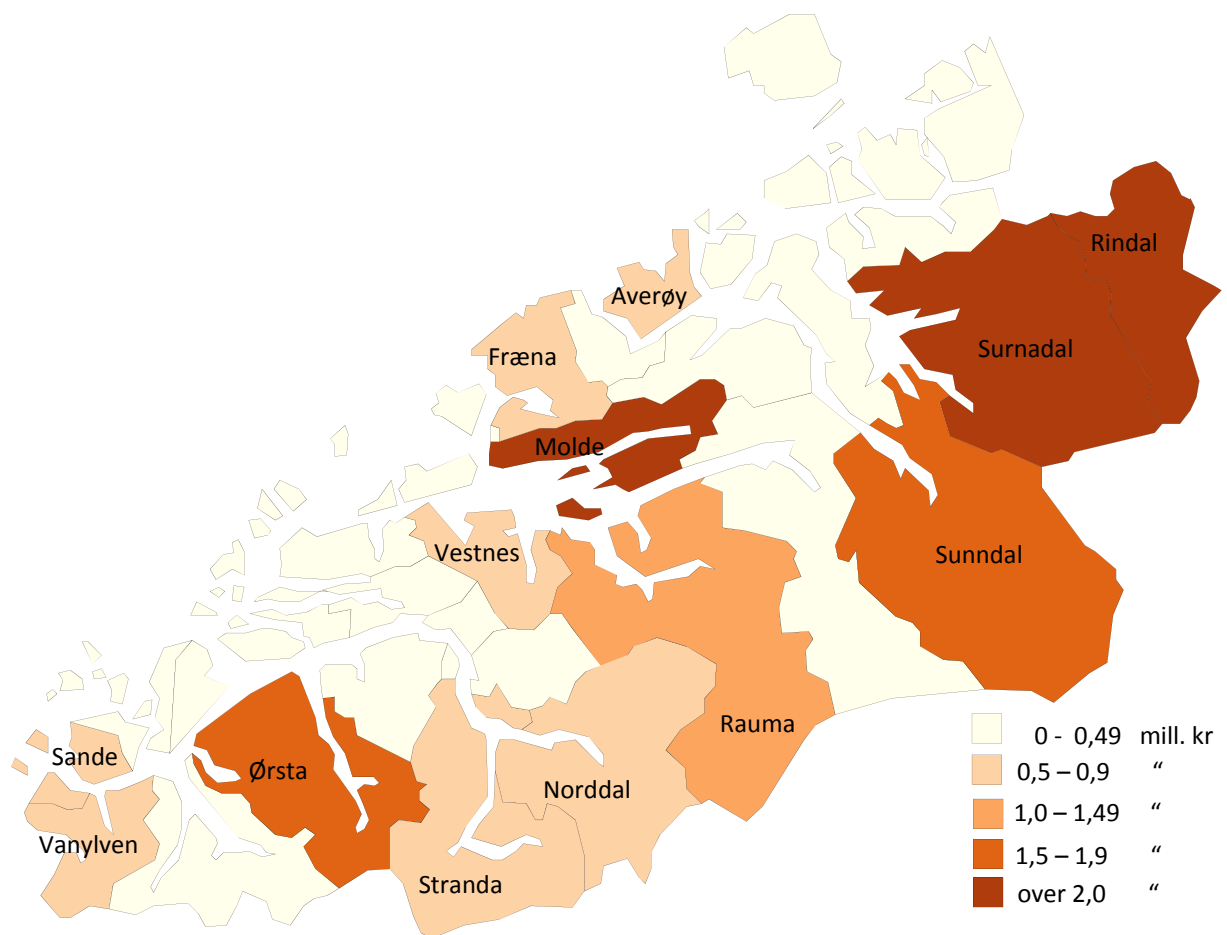 Rindal
Averøy
Surnadal
Fræna
Molde
Vestnes
Sunndal
Rauma
Sande
Ørsta
Norddal
Vanylven
Stranda
0 - 0,49 mill. kr
0,5 – 0,9 “
1,0 – 1,49 “
1,5 – 1,9 “
over 2,0 “